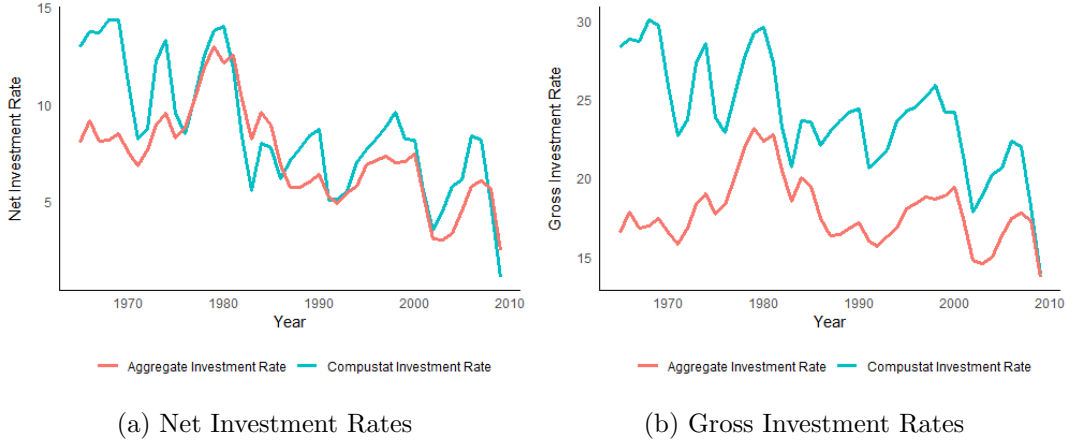 15
10
5
Net Investment Rate
1970
1980
1990
2000
2010
Year
Aggregate Investment Rate
Compustat Investment Rate
(a) Net Investment Rates
30
25
20
15
Gross Investment Rate
1970
1980
1990
2000
2010
Year
Aggregate Investment Rate
Compustat Investment Rate
(b) Gross Investment Rates